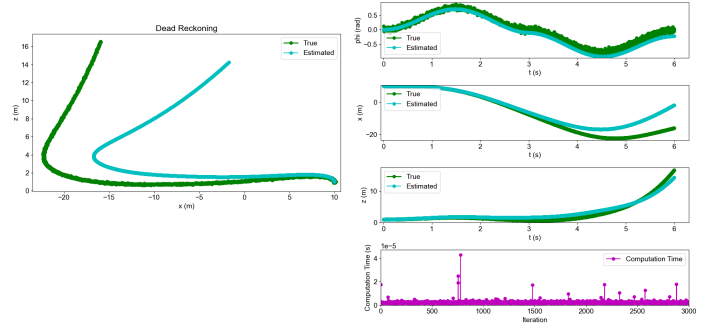 Dead Reckoning
True
Estimated
16
14
12
10
8
6
4
2
0
z (m)
−20 −15 −10 −5 0 5 10
x (m)
phi (rad)
0.5
0.0
−0.5
True
Estimated
0 1 2 3 4 5 6
t (s)
x (m)
0
−20
True
Estimated
0 1 2 3 4 5 6
t (s)
z (m)
10
0
True
Estimated
0 1 2 3 4 5 6
t (s)
1e−5
Computation Time (s)
4
2
0
Computation Time
0 500 1000 1500 2000 2500 3000
Iteration